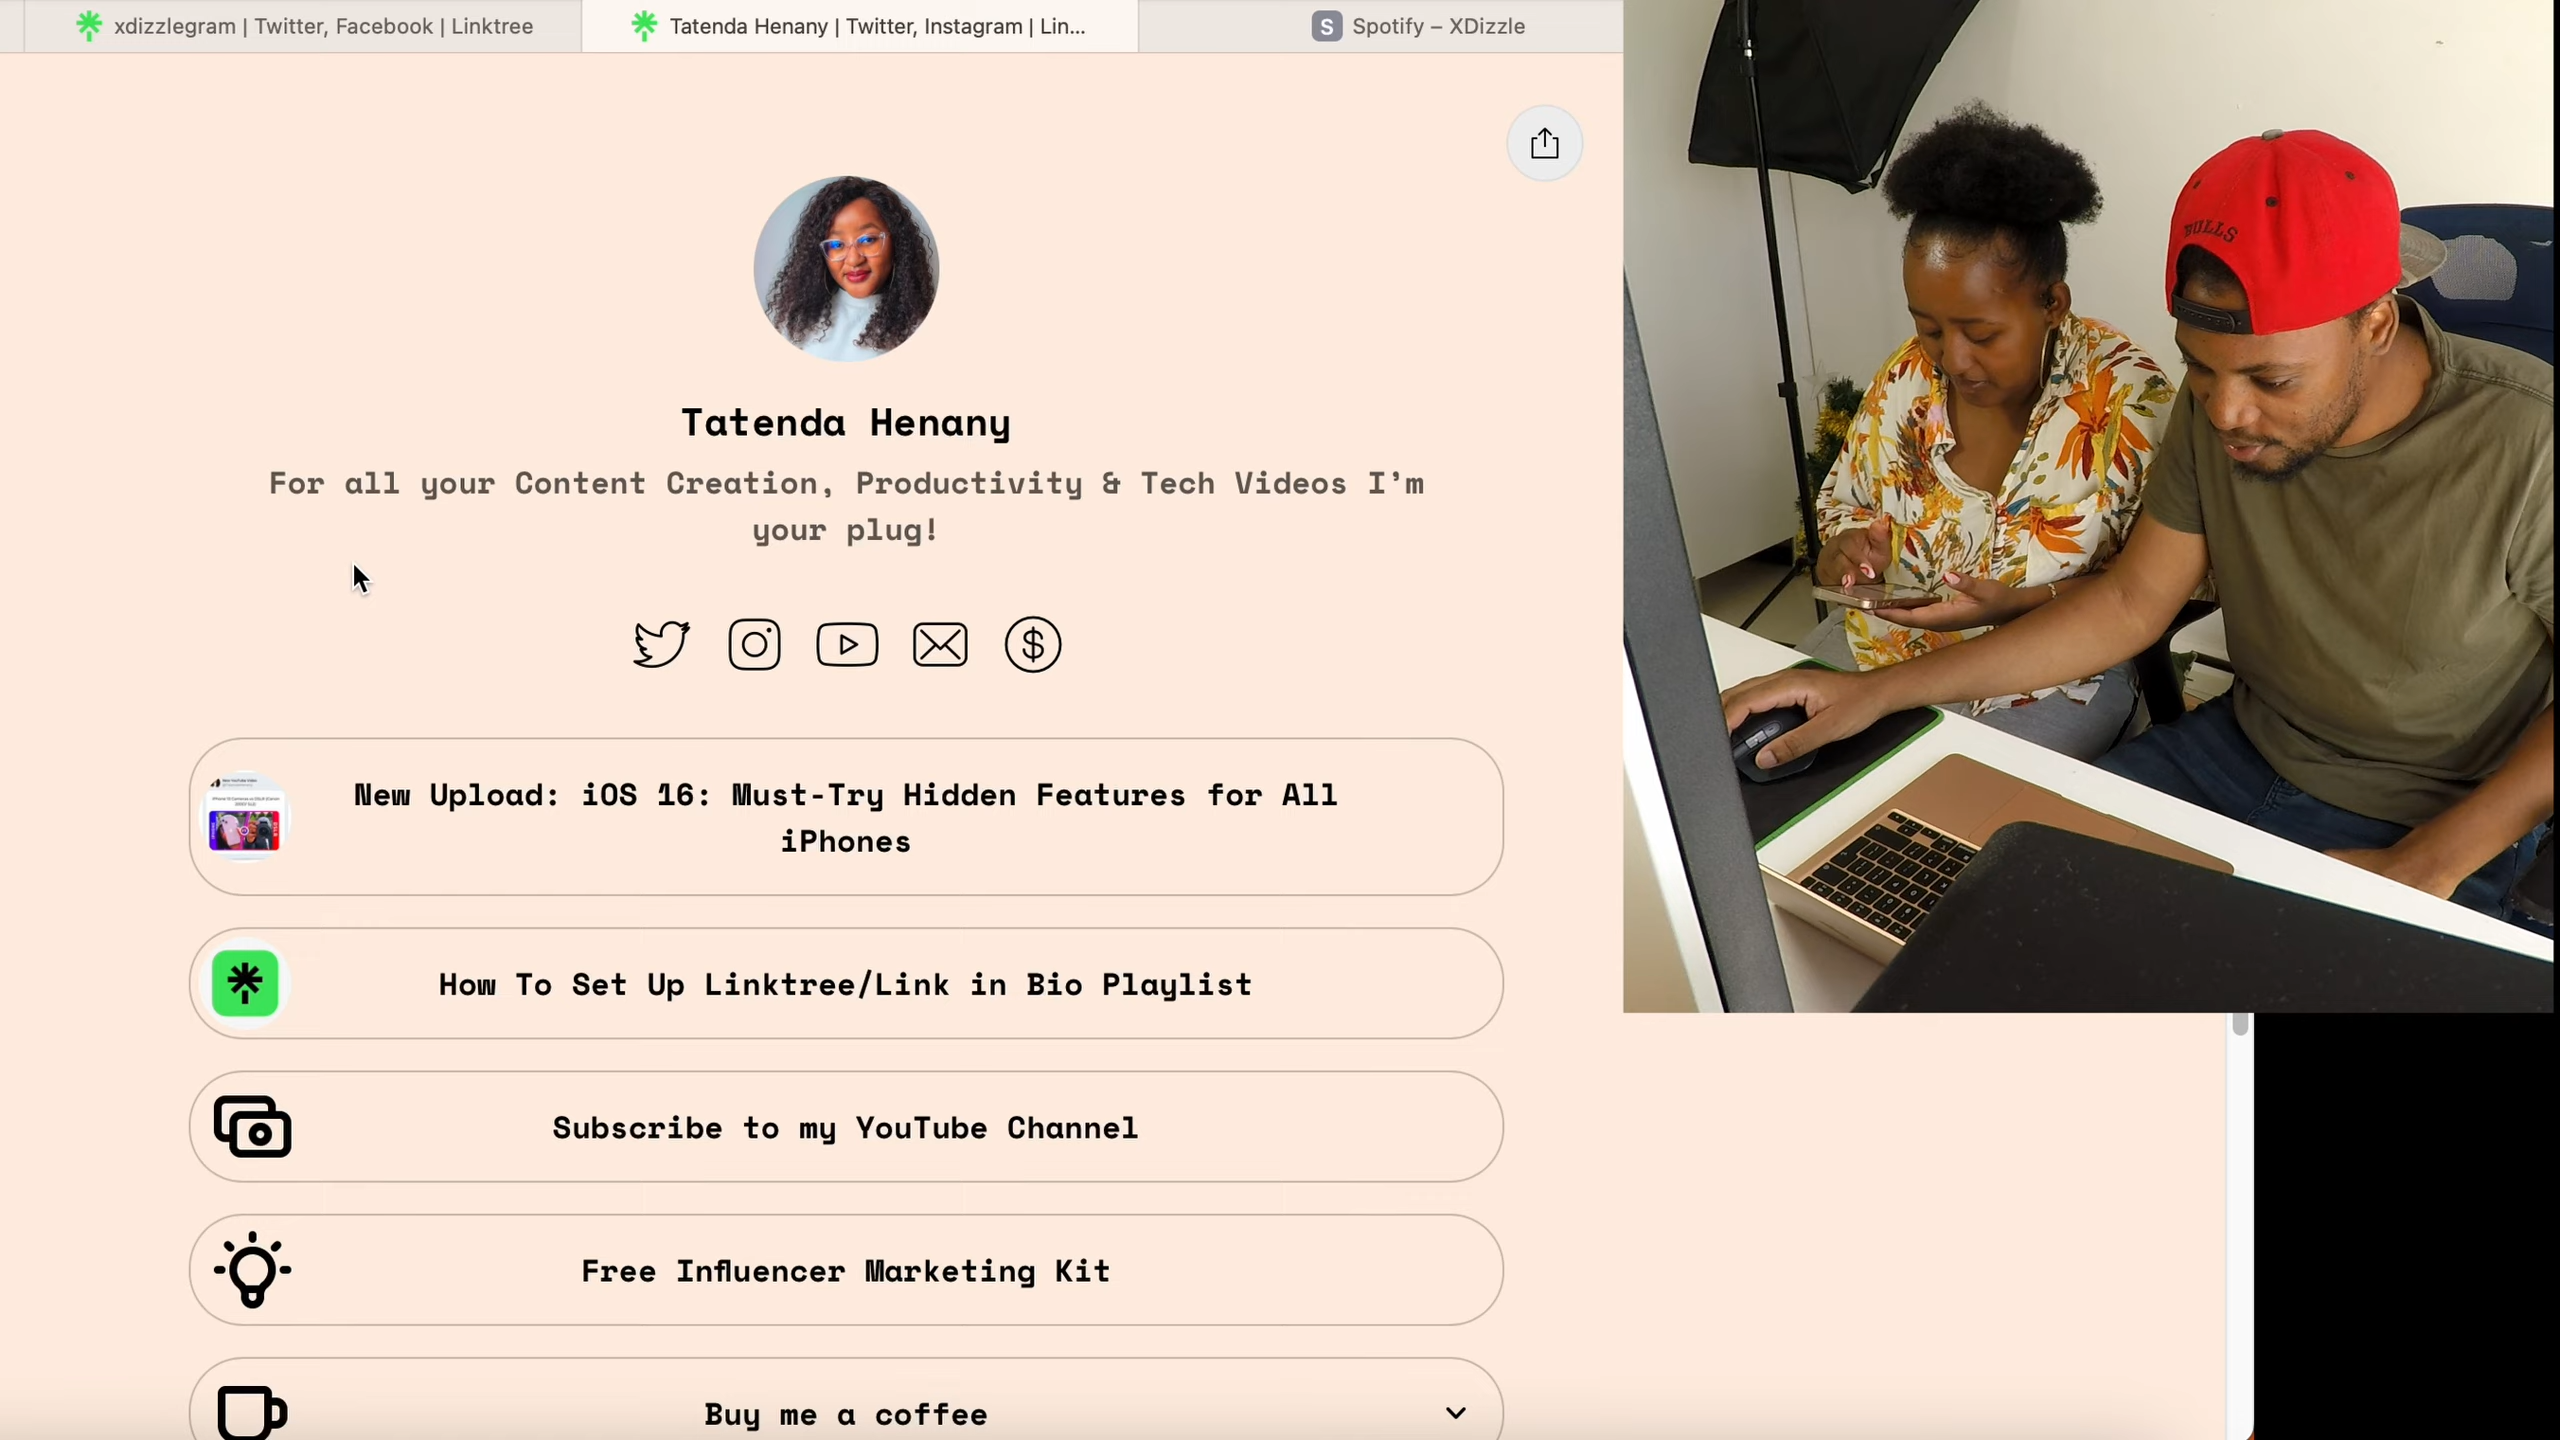 xdizzlegram | Twitter, Facebook | Linktree
Tatenda Henany | Twitter, Instagram | Lin...
S Spotify – XDizzle
BULLS
Tatenda Henany
For all your Content Creation, Productivity & Tech Videos I'm
your plug!
New Upload: iOS 16: Must-Try Hidden Features for All
iPhones
How To Set Up Linktree/Link in Bio Playlist
Subscribe to my YouTube Channel
Free Influencer Marketing Kit
Buy me a coffee